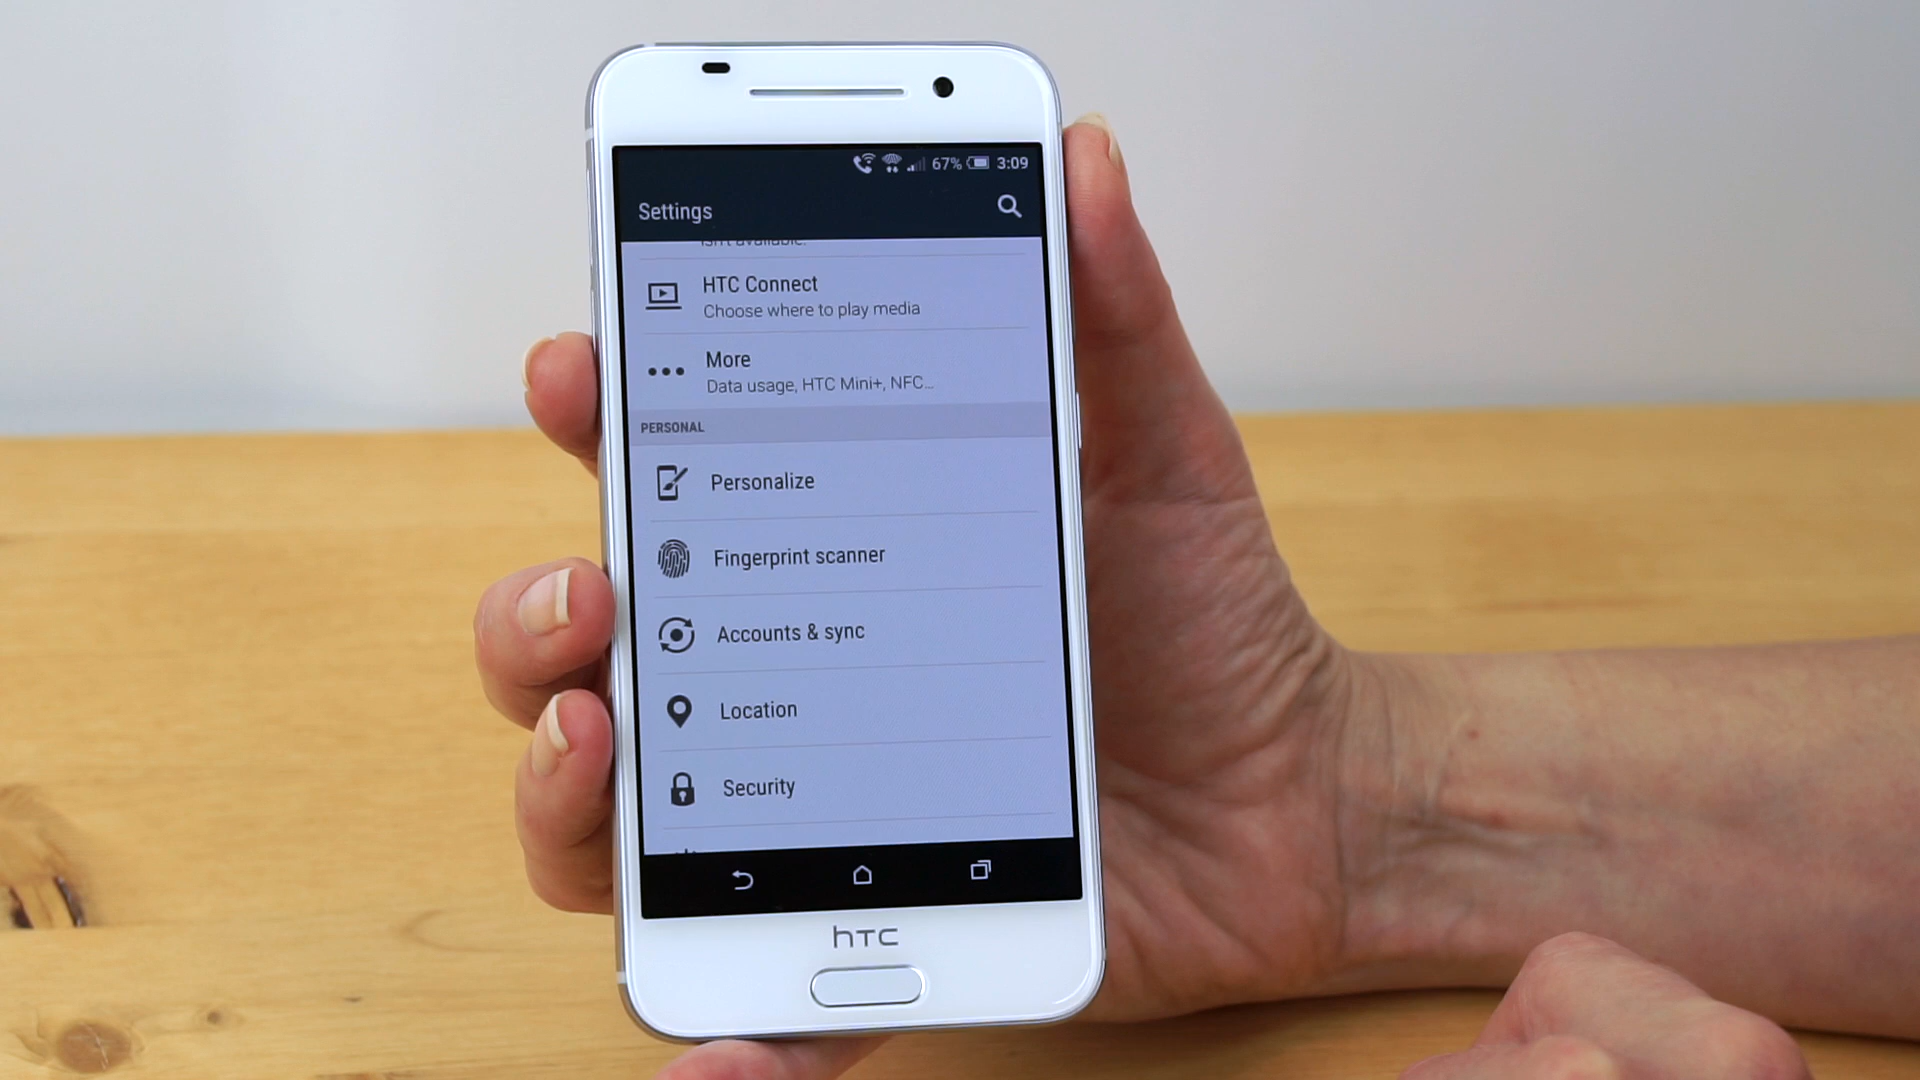 67% 3:09
Settings
isn't available.
HTC Connect
Choose where to play media
More
Data usage, HTC Mini+, NFC...
PERSONAL
Personalize
Fingerprint scanner
Accounts & sync
Location
Security
hTC